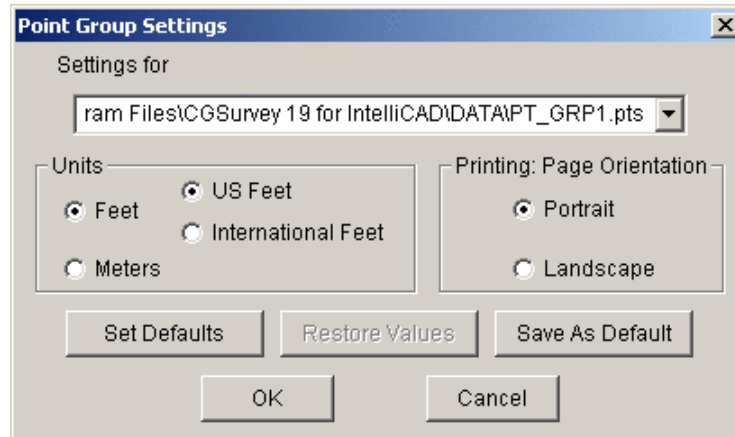 Point Group Settings
Settings for
ram Files\CGSurvey 19 for IntelliCAD\DATA\PT_GRP1.pts
Units
Feet
US Feet
International Feet
Meters
Printing: Page Orientation
Portrait
Landscape
Set Defaults
Restore Values
Save As Default
OK
Cancel